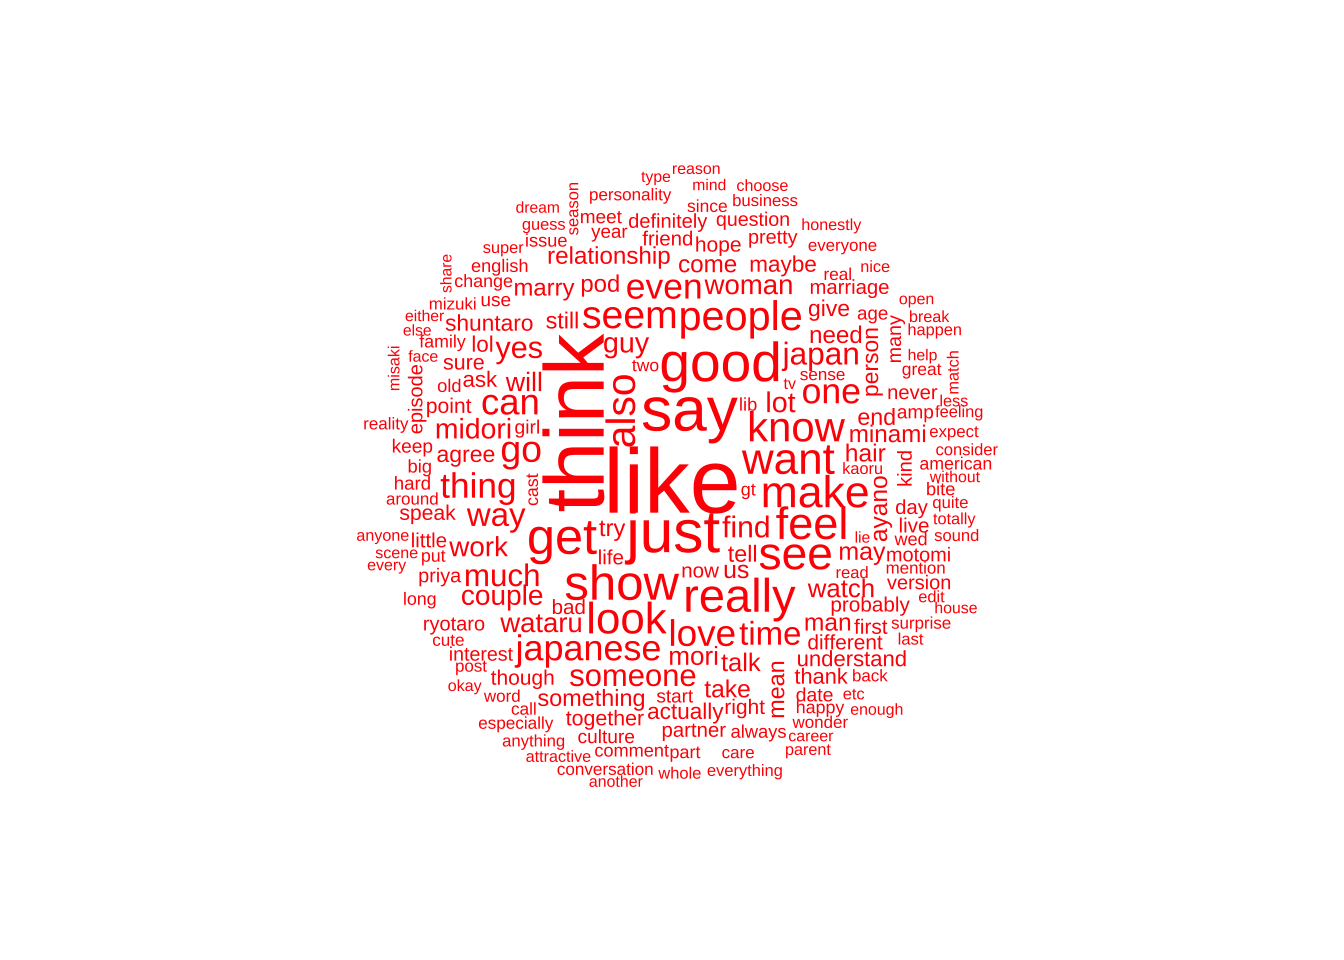 reason
type
mind choose
personality
season
business
since
dream
meet definitely question
guess
honestly
year
friend hope pretty
issue
everyone
super
relationship
come maybe
share
english
real nice
change
marry pod even woman
marriage
mizuki use
open
either
shuntaro
still seem people give age
break
else
many
happen
family lol yes
guy
need
person
misaki
face sure
think
two
good japan
help
match
great
old ask will
tv sense
episode
also
say
lib lot one
never
less
point
can
end amp feeling
reality
midori girl
know minami expect
keep
go
consider
agree
like
want hair
kind
american
big
kaoru
without
hard
thing
cast
gt
make
ayano
bite
around
quite
speak way
just
feel
day
totally
anyone
get try
find
live
little
lie
wed sound
scene put work
life
tell see may motomi
every
mention
priya much
show
now us
read
version
long
couple
really
watch
edit
bad
probably house
ryotaro wataru look
love time man first surprise
cute
different last
interest japanese mori talk
understand
post
though someone
mean
thank back
okay
word something start take
date etc
call
actually right
happy enough
especially together
wonder
culture
partner always career
anything
comment part
care
parent
attractive
conversation whole everything
another